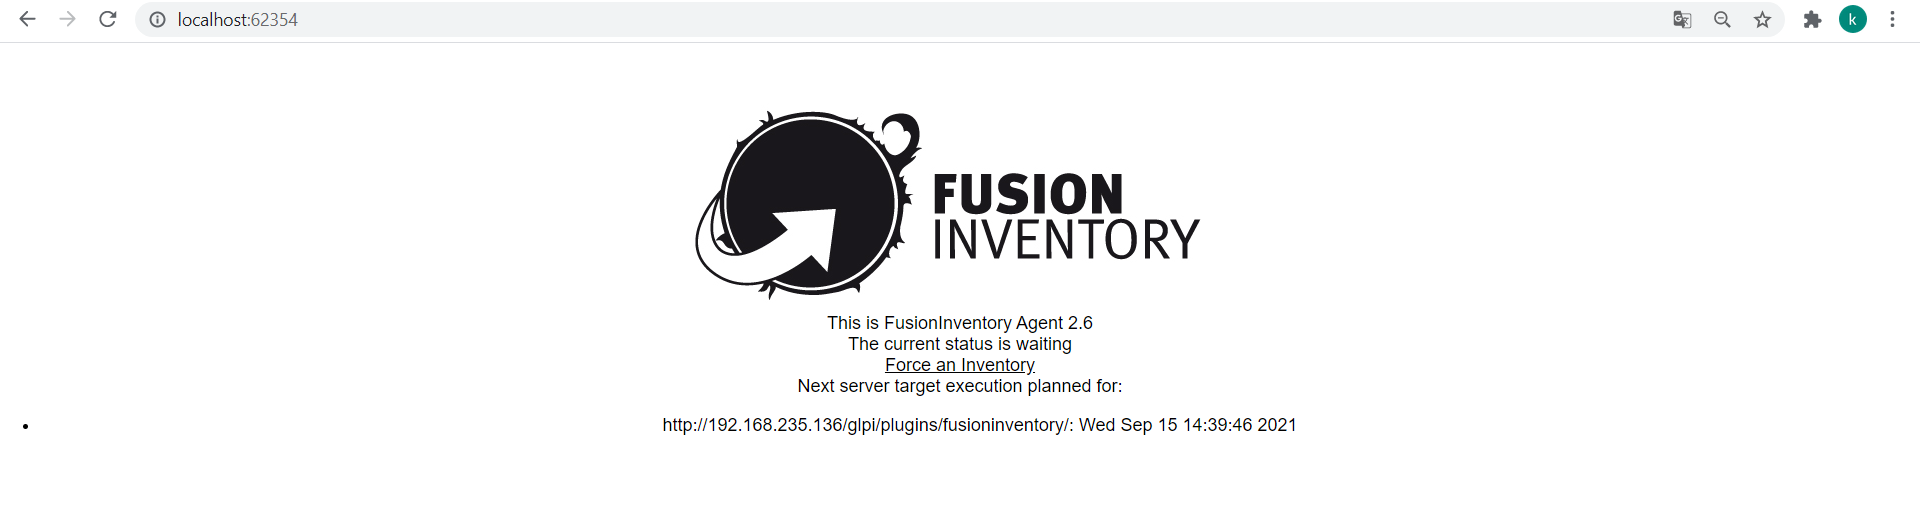 localhost:62354
k
FUSION
INVENTORY
This is FusionInventory Agent 2.6
The current status is waiting
Force an Inventory
Next server target execution planned for:
http://192.168.235.136/glpi/plugins/fusioninventory/: Wed Sep 15 14:39:46 2021